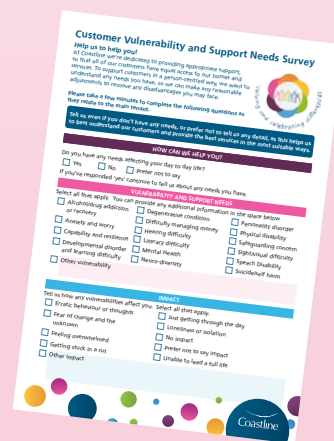 Customer Vulnerability and Support Needs Survey
Help us to help you!
At Coastline we're dedicated to providing appropriate support,
so that all of our customers have equal access to our homes and
services. To support customers in a person-centred way, we want to
understand any needs you have, so we can make any reasonable
adjustments to remove any disadvantages you may face.
Please take a few minutes to complete the following questions as
they relate to the main tenant.
valuing and celebrating differences
Tell us even if you don't have any needs, or prefer not to tell us any detail, as this helps us
to best understand our customers and provide the best services in the most suitable ways.
HOW CAN WE HELP YOU?
Do you have any needs affecting your day to day life?
Yes No Prefer not to say
If you've responded 'yes' continue to tell us about any needs you have.
VULNERABILITY AND SUPPORT NEEDS
Select all that apply. You can provide any additional information in the space below
Alcohol/drug addiction
or recovery
Anxiety and worry
Capability and resilience
Developmental disorder
and learning difficulty
Other vulnerability
Degenerative condition
Difficulty managing money
Hearing difficulty
Literacy difficulty
Mental Health
Neuro-diversity
Personality disorder
Physical disability
Safeguarding concern
Sight/visual difficulty
Speech Disability
Suicide/self harm
IMPACT
Tell us how any vulnerabilities affect you. Select all that apply.
Erratic behaviour or thoughts
Fear of change and the
unknown
Feeling overwhelmed
Getting stuck in a rut
Other impact
Just getting through the day
Loneliness or isolation
No impact
Prefer not to say impact
Unable to lead a full life
Coastline